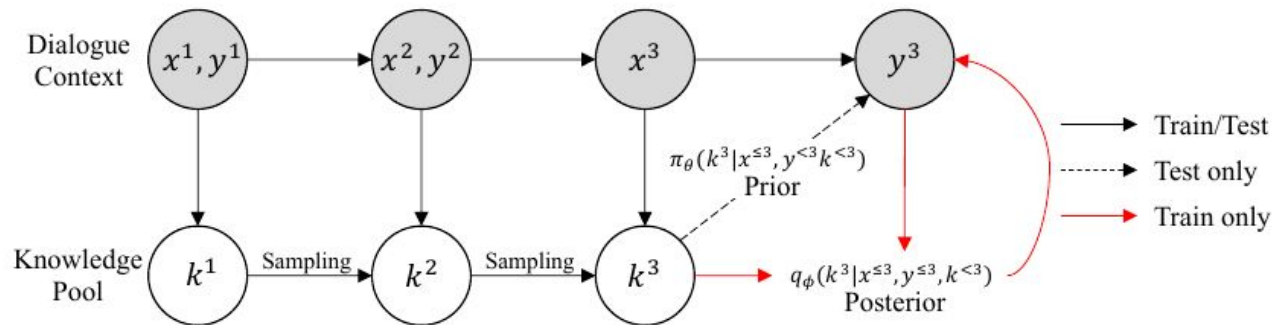 Dialogue
Context
x¹, y¹
x², y²
x³
y³
Train/Test
Test only
Train only
π_θ(k³|x^≤3, y^<3k^<3)
Prior
Knowledge
Pool
k¹
Sampling
k²
Sampling
k³
q_ϕ(k³|x^≤3, y^≤3, k^<3)
Posterior